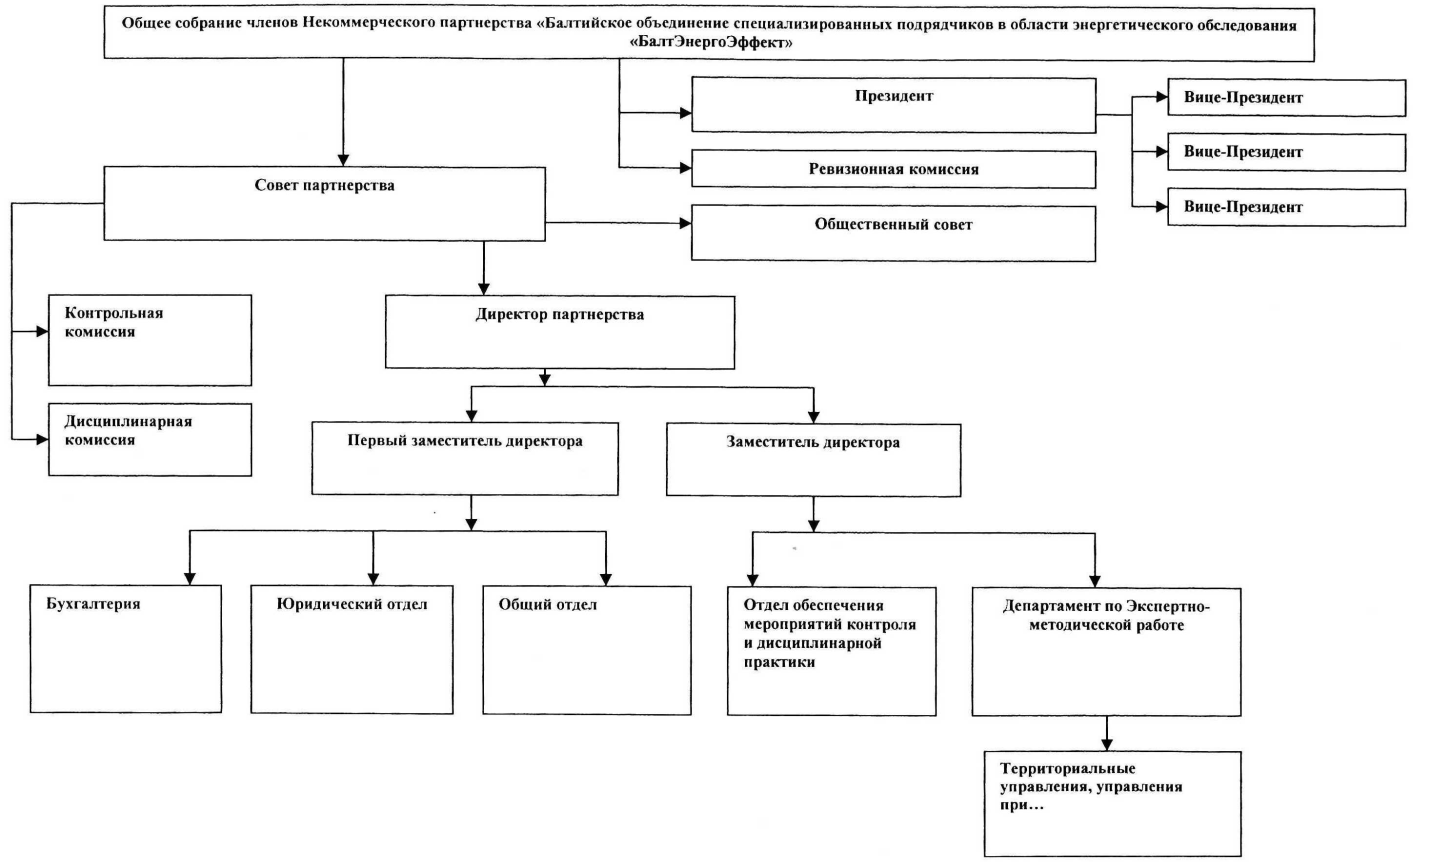 Общее собрание членов Некоммерческого партнерства «Балтийское объединение специализированных подрядчиков в области энергетического обследования
«БалтЭнергоЭффект»
Президент
Вице-Президент
Вице-Президент
Ревизионная комиссия
Совет партнерства
Вице-Президент
Общественный совет
Контрольная
комиссия
Директор партнерства
Дисциплинарная
комиссия
Первый заместитель директора
Заместитель директора
Бухгалтерия
Юридический отдел
Общий отдел
Отдел обеспечения
мероприятий контроля
и дисциплинарной
практики
Департамент по Экспертно-
методической работе
Территориальные
управления, управления
при…